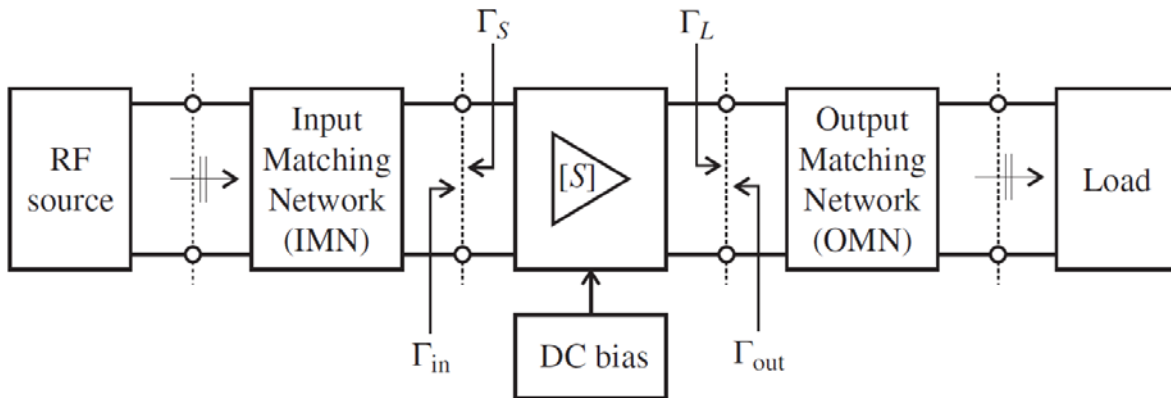 Γ_S
Γ_L
RF
source
Input
Matching
Network
(IMN)
[S]
Output
Matching
Network
(OMN)
Load
Γ_in
DC bias
Γ_out